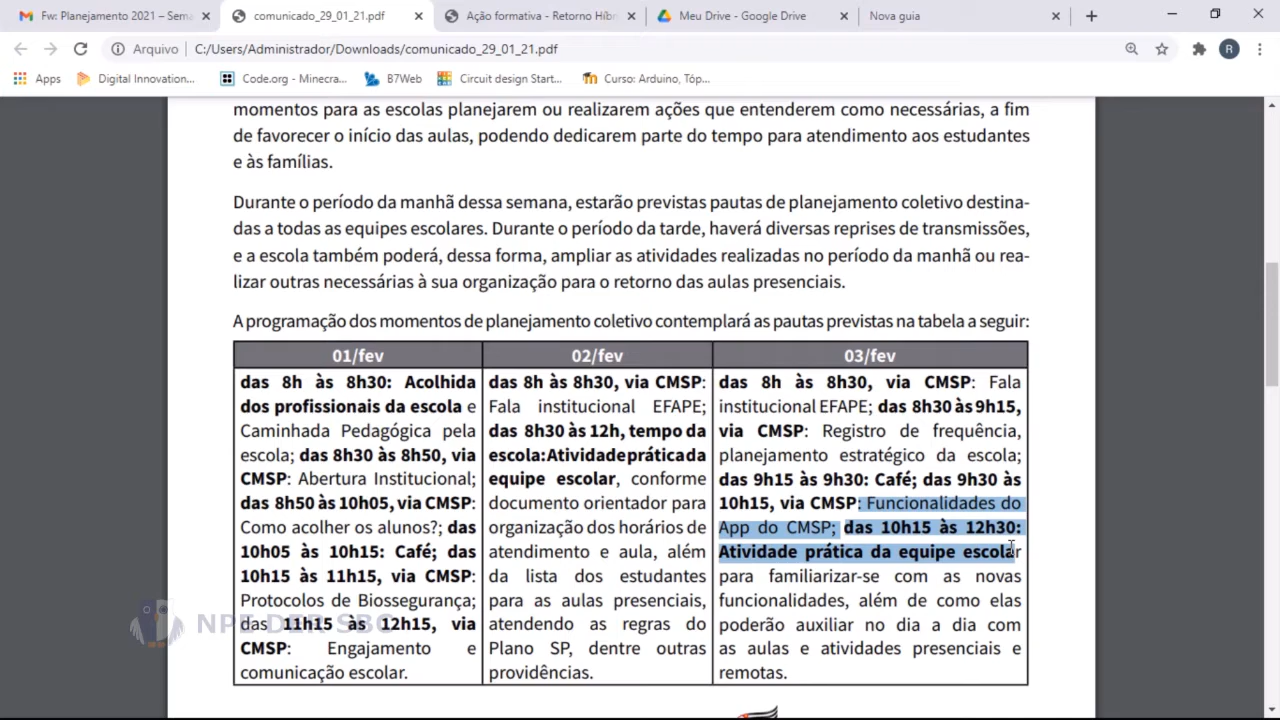 Fw: Planejamento 2021 – Sema
comunicado_29_01_21.pdf
Ação formativa - Retorno Híbr
Meu Drive - Google Drive
Nova guia
Arquivo
C:/Users/Administrador/Downloads/comunicado_29_01_21.pdf
R
Apps
Digital Innovation...
Code.org - Minecra...
B7Web
Circuit design Start...
Curso: Arduino, Tóp...
momentos para as escolas planejarem ou realizarem ações que entenderem como necessárias, a fim
de favorecer o início das aulas, podendo dedicarem parte do tempo para atendimento aos estudantes
e às famílias.
Durante o período da manhã dessa semana, estarão previstas pautas de planejamento coletivo destina-
das a todas as equipes escolares. Durante o período da tarde, haverá diversas reprises de transmissões,
e a escola também poderá, dessa forma, ampliar as atividades realizadas no período da manhã ou rea-
lizar outras necessárias à sua organização para o retorno das aulas presenciais.
A programação dos momentos de planejamento coletivo contemplará as pautas previstas na tabela a seguir:
01/fev
das 8h às 8h30: Acolhida
dos profissionais da escola e
Caminhada Pedagógica pela
escola; das 8h30 às 8h50, via
CMSP: Abertura Institucional;
das 8h50 às 10h05, via CMSP:
Como acolher os alunos?; das
10h05 às 10h15: Café; das
10h15 às 11h15, via CMSP:
Protocolos de Biossegurança;
das 11h15 às 12h15, via
CMSP: Engajamento e
comunicação escolar.
02/fev
das 8h às 8h30, via CMSP:
Fala institucional EFAPE;
das 8h30 às 12h, tempo da
escola: Atividade prática da
equipe escolar, conforme
documento orientador para
organização dos horários de
atendimento e aula, além
da lista dos estudantes
para as aulas presenciais,
atendendo as regras do
Plano SP, dentre outras
providências.
03/fev
das 8h às 8h30, via CMSP: Fala
institucional EFAPE; das 8h30 às 9h15,
via CMSP: Registro de frequência,
planejamento estratégico da escola;
das 9h15 às 9h30: Café; das 9h30 às
10h15, via CMSP: Funcionalidades do
App do CMSP; das 10h15 às 12h30:
Atividade prática da equipe escolar
para familiarizar-se com as novas
funcionalidades, além de como elas
poderão auxiliar no dia a dia com
as aulas e atividades presenciais e
remotas.
NPE DER SBC